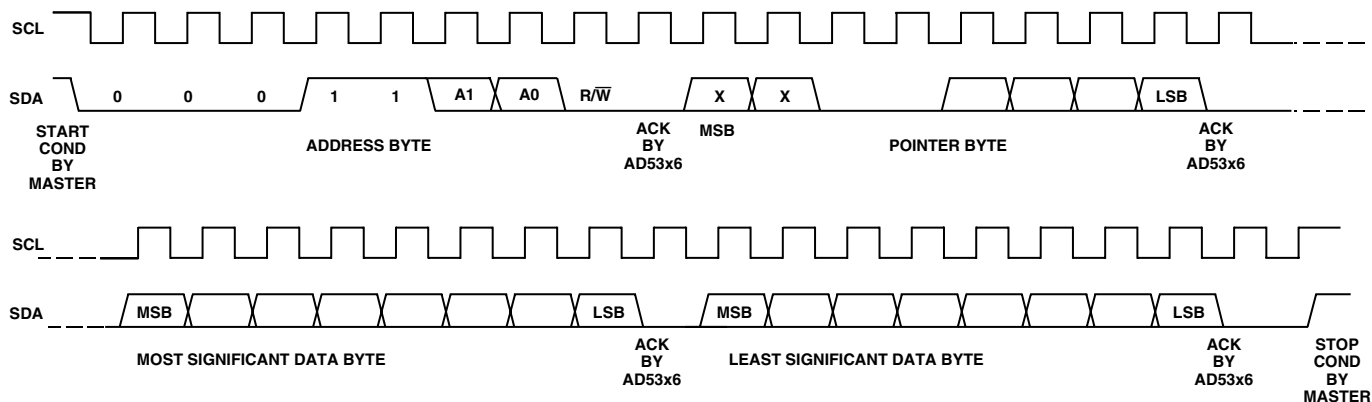 SCL
SDA 0 0 0 1 1 A1 A0 R/W̅ X X LSB
START COND BY MASTER
ADDRESS BYTE
ACK BY AD53x6
MSB
POINTER BYTE
ACK BY AD53x6
SCL
SDA MSB LSB MSB LSB
MOST SIGNIFICANT DATA BYTE
ACK BY AD53x6
LEAST SIGNIFICANT DATA BYTE
ACK BY AD53x6
STOP COND BY MASTER